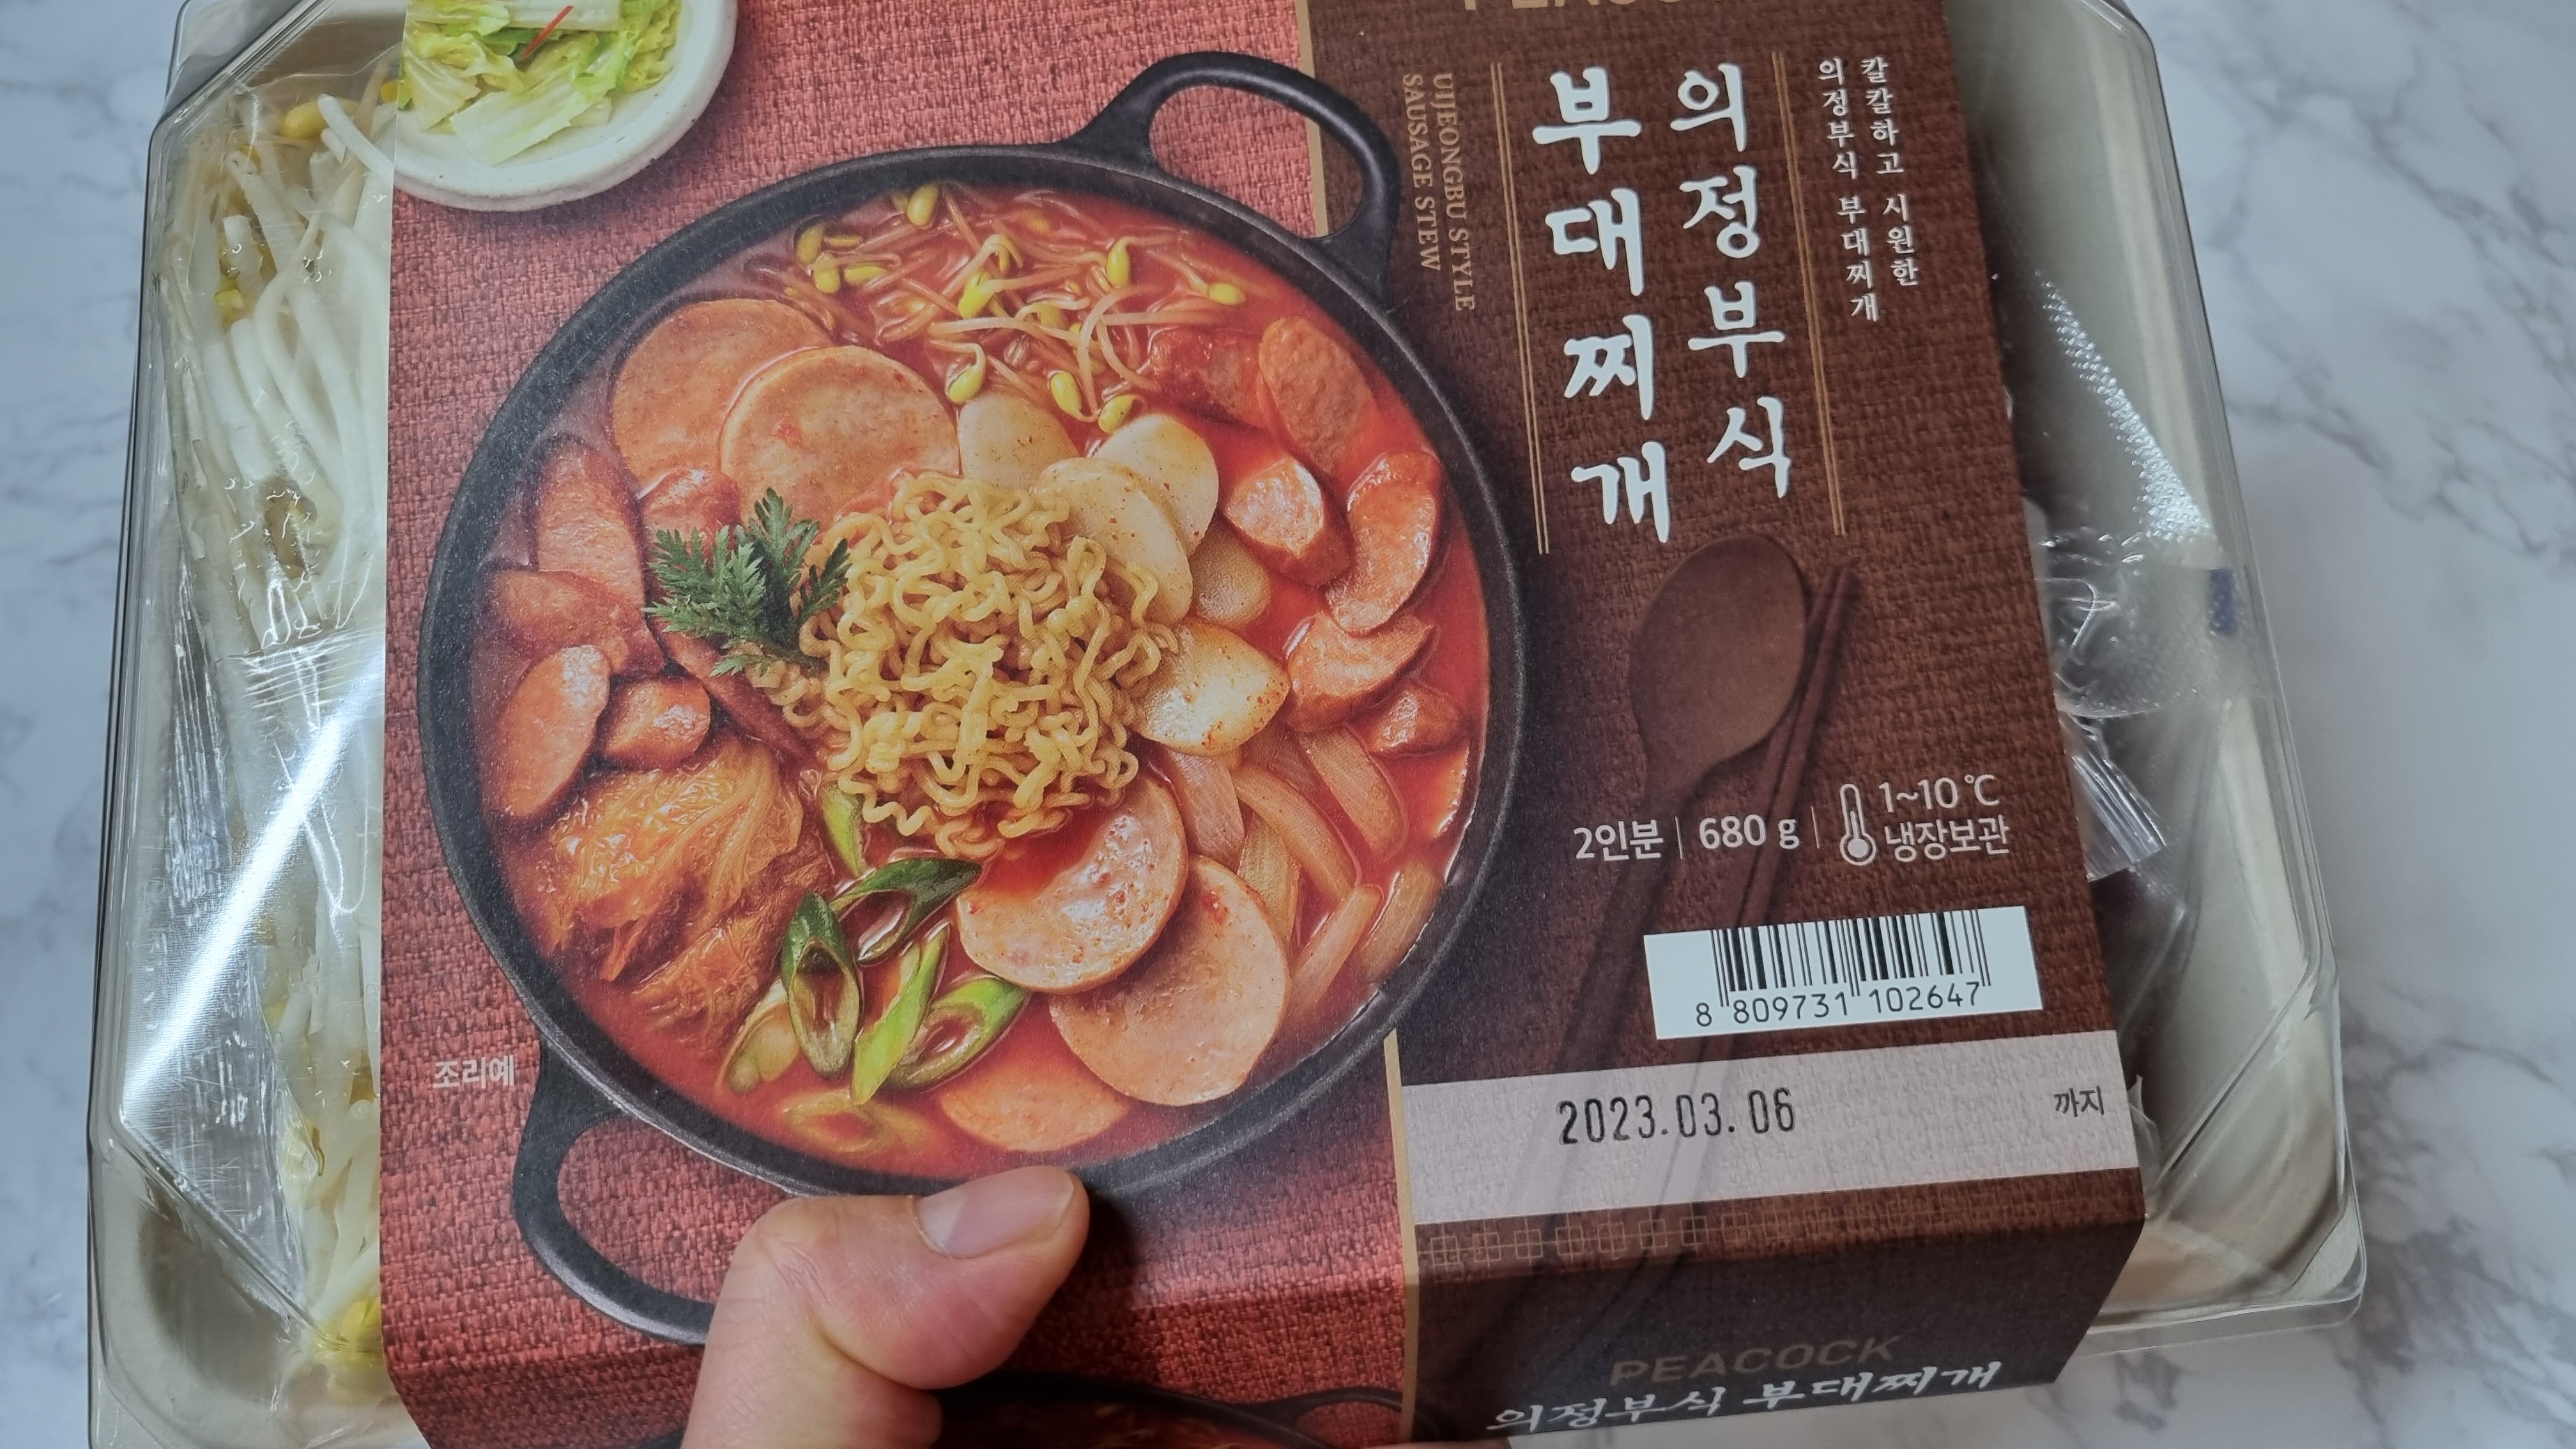 PEACOCK
칼칼하고 시원한
의정부식 부대찌개
의정부식
부대찌개
UIJEONGBU STYLE
SAUSAGE STEW
2인분 | 680 g | 1~10 ℃
냉장보관
8 809731 102647
조리예
2023.03.06 까지
PEACOCK
의정부식 부대찌개